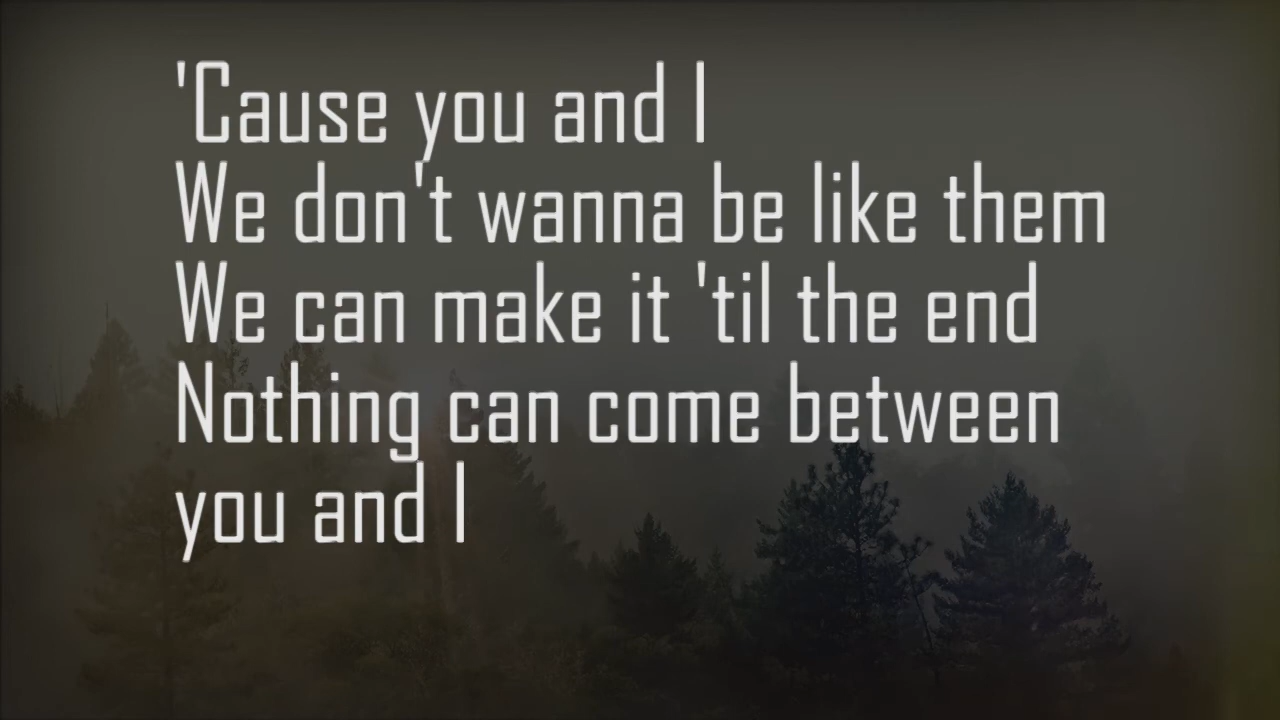 'Cause you and I
We don't wanna be like them
We can make it 'til the end
Nothing can come between
you and I